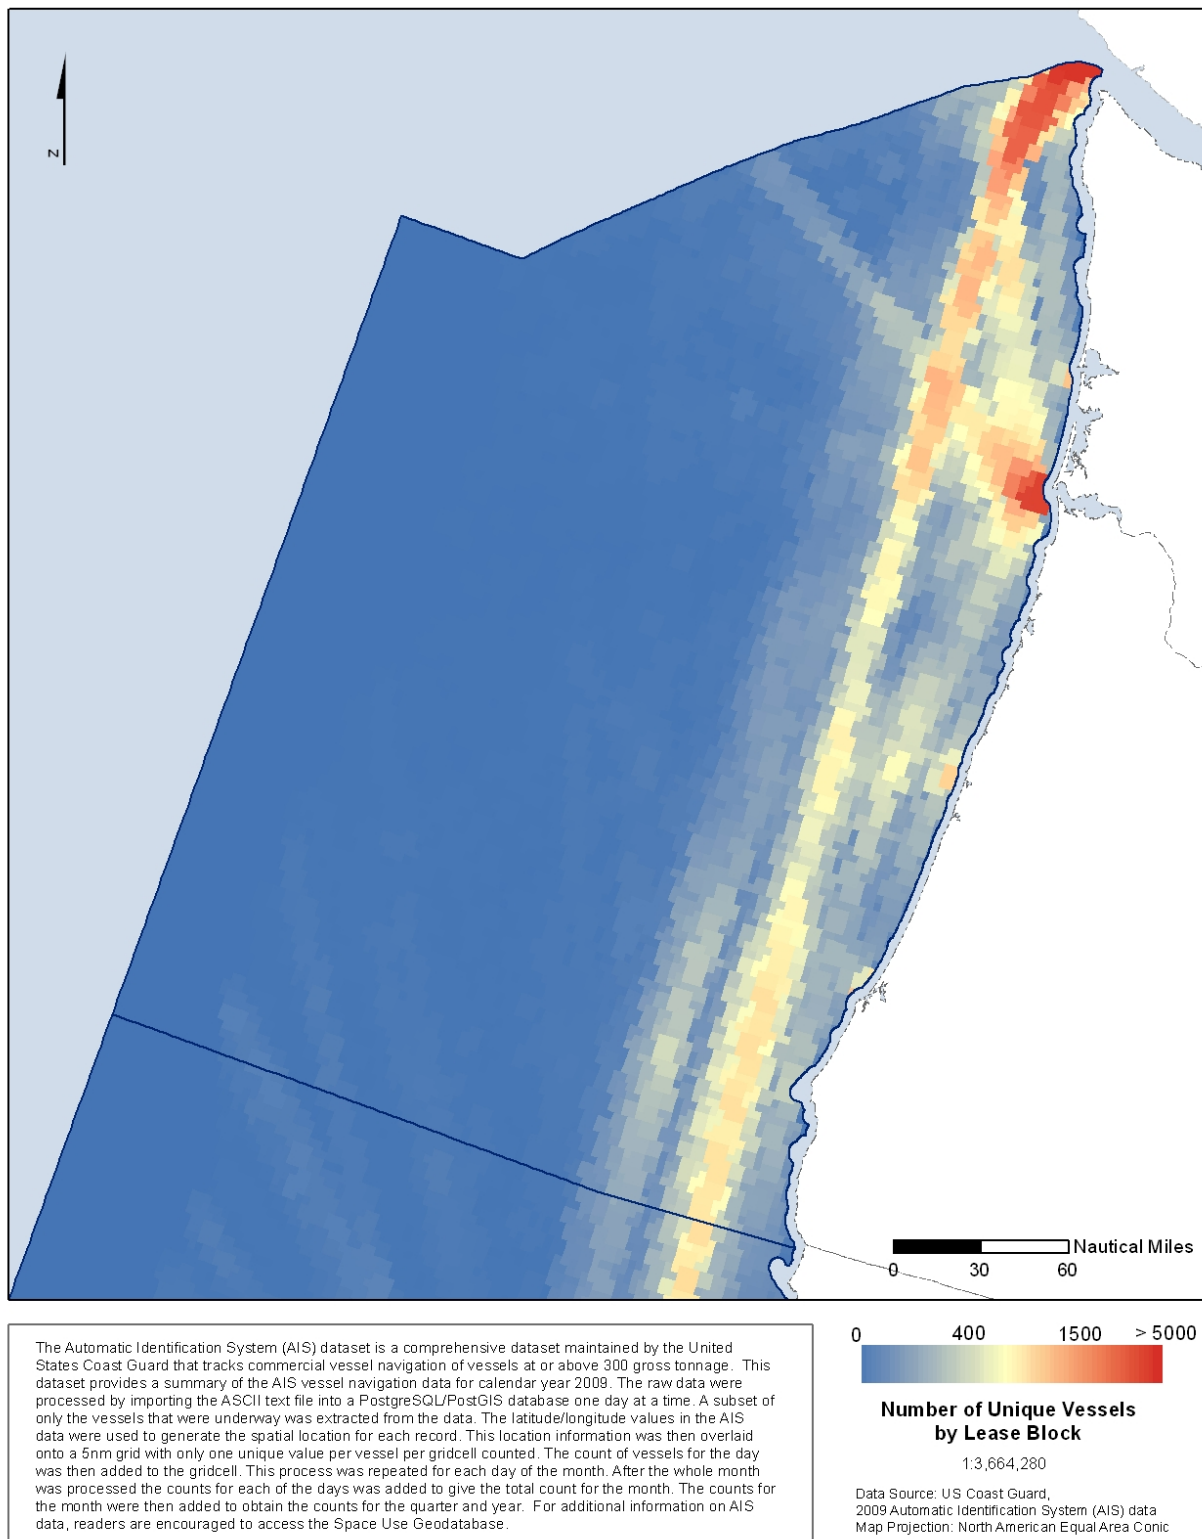 N
Nautical Miles
0 30 60
The Automatic Identification System (AIS) dataset is a comprehensive dataset maintained by the United
States Coast Guard that tracks commercial vessel navigation of vessels at or above 300 gross tonnage. This
dataset provides a summary of the AIS vessel navigation data for calendar year 2009. The raw data were
processed by importing the ASCII text file into a PostgreSQL/PostGIS database one day at a time. A subset of
only the vessels that were underway was extracted from the data. The latitude/longitude values in the AIS
data were used to generate the spatial location for each record. This location information was then overlaid
onto a 5nm grid with only one unique value per vessel per gridcell counted. The count of vessels for the day
was then added to the gridcell. This process was repeated for each day of the month. After the whole month
was processed the counts for each of the days was added to give the total count for the month. The counts for
the month were then added to obtain the counts for the quarter and year. For additional information on AIS
data, readers are encouraged to access the Space Use Geodatabase.
0 400 1500 > 5000
Number of Unique Vessels
by Lease Block
1:3,664,280
Data Source: US Coast Guard,
2009 Automatic Identification System (AIS) data
Map Projection: North American Equal Area Conic